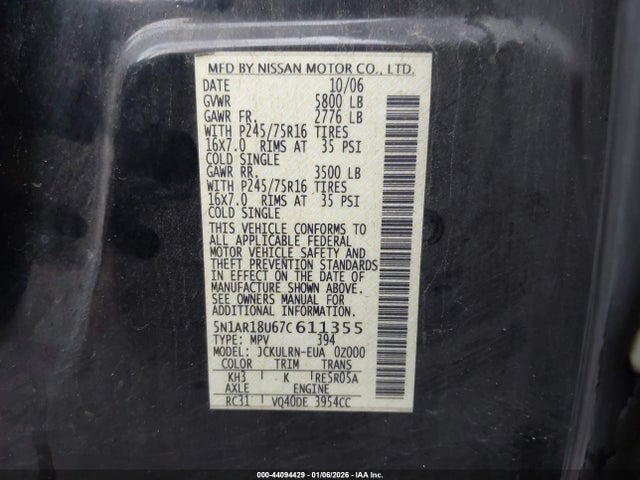 MFD BY NISSAN MOTOR CO., LTD.
DATE 10/06
GVWR 5800 LB
GAWR FR. 2776 LB
WITH P245/75R16 TIRES
16X7.0 RIMS AT 35 PSI
COLD SINGLE
GAWR RR. 3500 LB
WITH P245/75R16 TIRES
16X7.0 RIMS AT 35 PSI
COLD SINGLE
THIS VEHICLE CONFORMS TO
ALL APPLICABLE FEDERAL
MOTOR VEHICLE SAFETY AND
THEFT PREVENTION STANDARDS
IN EFFECT ON THE DATE OF
MANUFACTURE SHOWN ABOVE.
SEE OWNERS MANUAL FOR
ADDITIONAL INFORMATION.
5N1AR18U67C611355
TYPE: MPV 394
MODEL: JCKULRN-EUA 0Z000
COLOR TRIM TRANS
KH3 K RE5R05A
AXLE ENGINE
RC31 VQ40DE 3954CC
000-44094429 - 01/06/2026 - IAA Inc.